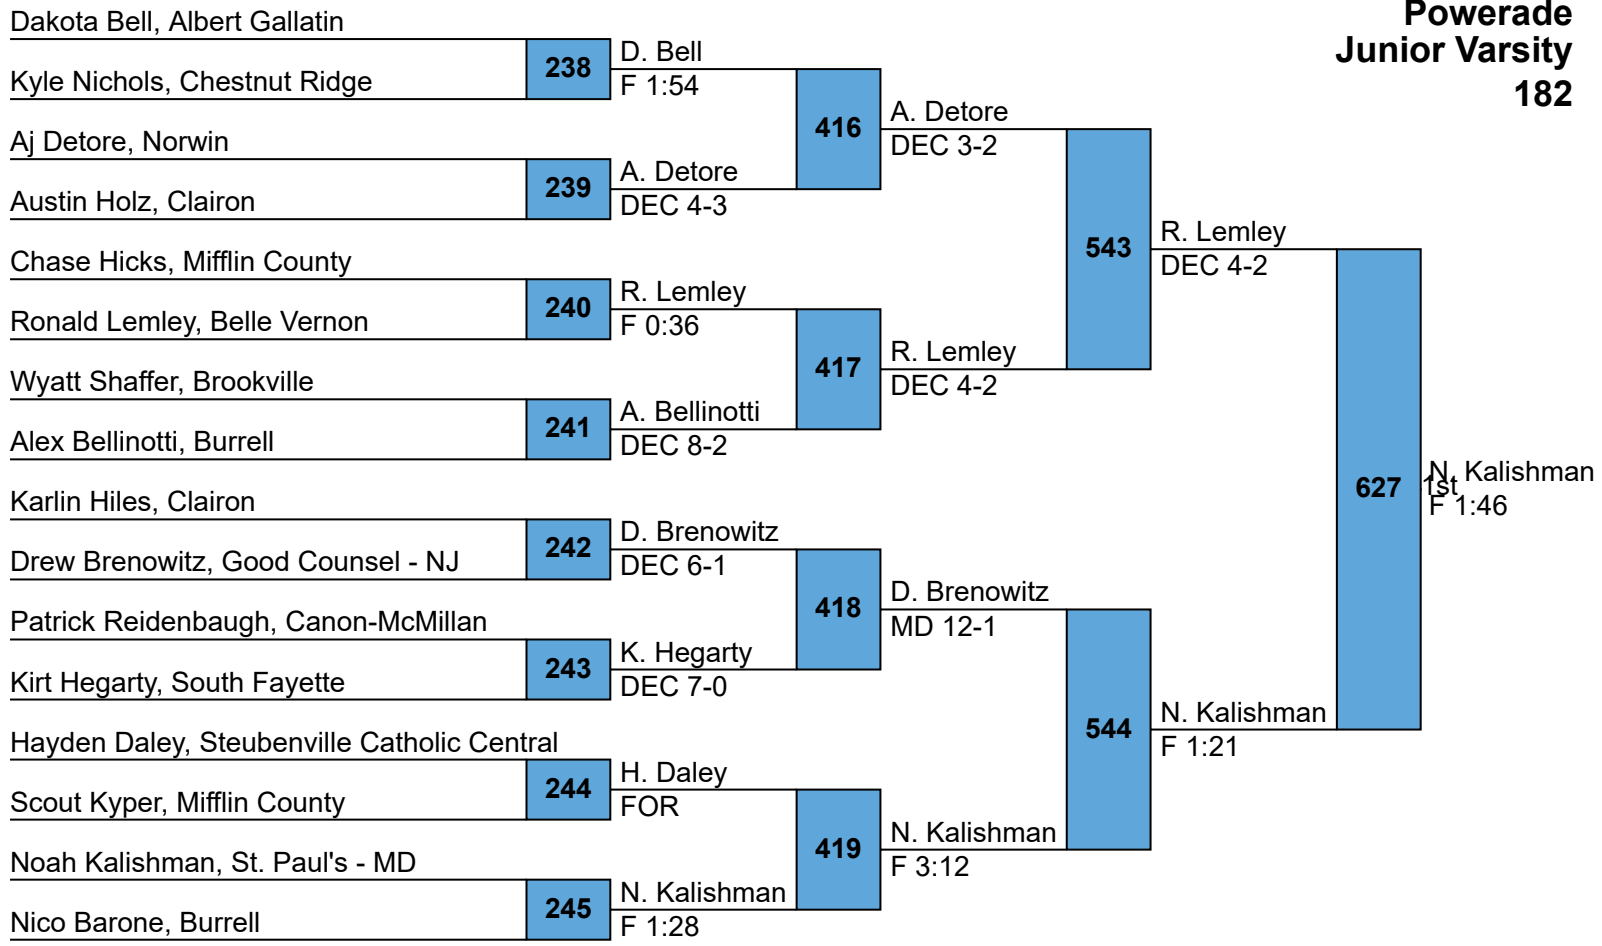 Powerade
Junior Varsity
182
Dakota Bell, Albert Gallatin
238
D. Bell
F 1:54
Kyle Nichols, Chestnut Ridge
416
A. Detore
DEC 3-2
Aj Detore, Norwin
239
A. Detore
DEC 4-3
Austin Holz, Clairon
543
R. Lemley
DEC 4-2
Chase Hicks, Mifflin County
240
R. Lemley
F 0:36
Ronald Lemley, Belle Vernon
417
R. Lemley
DEC 4-2
Wyatt Shaffer, Brookville
241
A. Bellinotti
DEC 8-2
Alex Bellinotti, Burrell
627
N. Kalishman
1st
F 1:46
Karlin Hiles, Clairon
242
D. Brenowitz
DEC 6-1
Drew Brenowitz, Good Counsel - NJ
418
D. Brenowitz
MD 12-1
Patrick Reidenbaugh, Canon-McMillan
243
K. Hegarty
DEC 7-0
Kirt Hegarty, South Fayette
544
N. Kalishman
F 1:21
Hayden Daley, Steubenville Catholic Central
244
H. Daley
FOR
Scout Kyper, Mifflin County
419
N. Kalishman
F 3:12
Noah Kalishman, St. Paul's - MD
245
N. Kalishman
F 1:28
Nico Barone, Burrell